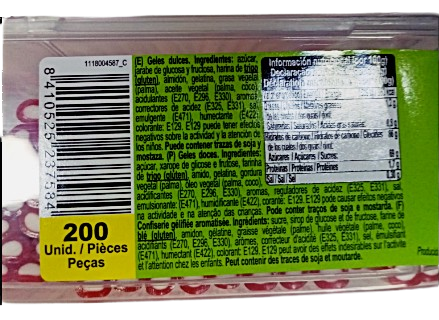 1118004587_C
8 410525 237584
200
Unid. / Pièces
Peças
(E) Geles dulces. Ingredientes: azúcar,
jarabe de glucosa y fructosa, harina de trigo
(gluten), almidón, gelatina, grasa vegetal
(palma), aceite vegetal (palma, coco),
acidulantes (E270, E296, E330), aroma,
correctores de acidez (E325, E331), sal,
emulgente (E471), humectante (E422),
colorante: E129. E129 puede tener efectos
negativos sobre la actividad y la atención de
los niños. Puede contener trazas de soja y
mostaza. (P) Geles doces. Ingredientes:
açúcar, xarope de glicose e frutose, farinha
de trigo (glúten), amido, gelatina, gordura
vegetal (palma), óleo vegetal (palma, coco),
acidificantes (E270, E296, E330), aromas, reguladores de acidez (E325, E331), sal,
emulsionante: (E471), humidificante (E422), corante: E129. E129 pode causar efeitos negativos
na actividade e na atenção das crianças. Pode conter traços de soja e mostarda. (F)
Confiserie gélifiée aromatisée. Ingrédients: sucre, sirop de glucose et de fructose, farine de
blé (gluten), amidon, gélatine, graisse végétale (palme), huile végétale (palme, coco),
acidifiants (E270, E296, E330), arômes, correcteur d'acidité (E325, E331), sel, émulsifiant
(E471), humectant (E422), colorant: E129. E129 peut avoir des effets indésirables sur l'activité
et l'attention chez les enfants. Peut contenir des traces de soja et moutarde.
Azúcares / Açúcares / Sucres
Proteínas / Proteínas / Protéines
Sal / Sal / Sel